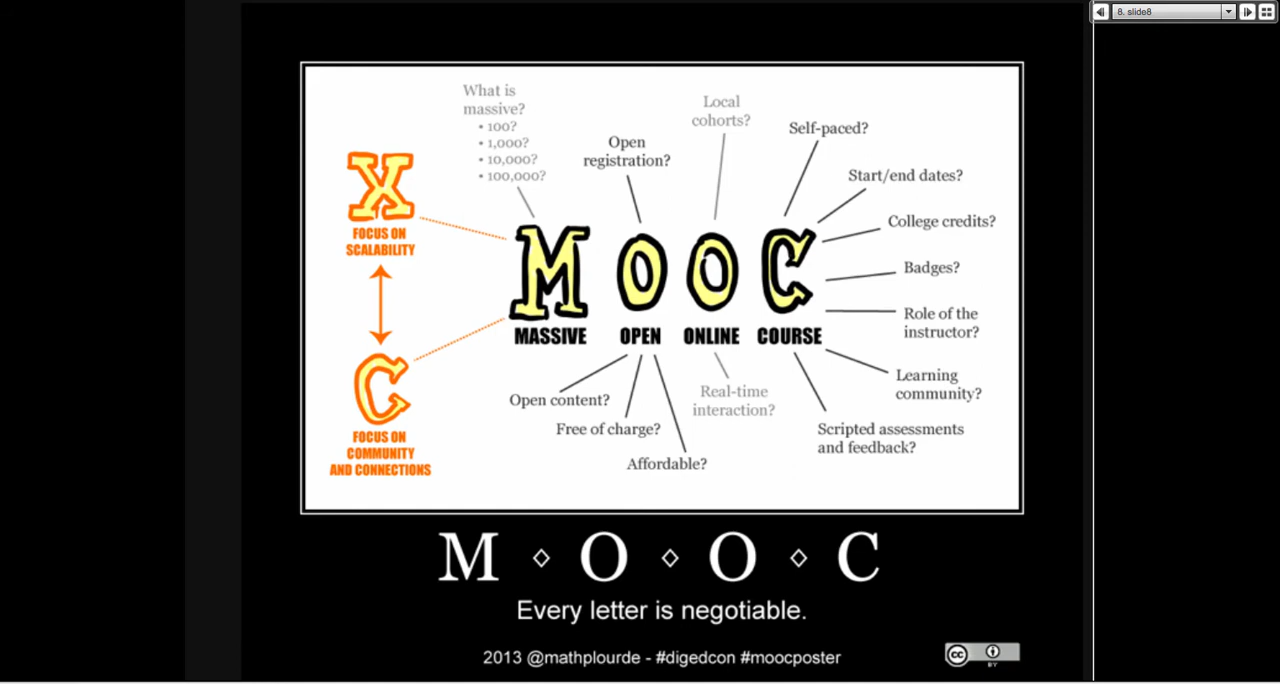 8. slide8
What is
massive?
• 100?
• 1,000?
• 10,000?
• 100,000?
Open
registration?
Local
cohorts?
Self-paced?
Start/end dates?
College credits?
Badges?
Role of the
instructor?
Learning
community?
Scripted assessments
and feedback?
X
FOCUS ON
SCALABILITY
C
FOCUS ON
COMMUNITY
AND CONNECTIONS
M O O C
MASSIVE OPEN ONLINE COURSE
Open content?
Free of charge?
Affordable?
Real-time
interaction?
M ◇ O ◇ O ◇ C
Every letter is negotiable.
2013 @mathplourde - #digedcon #moocposter
cc
BY